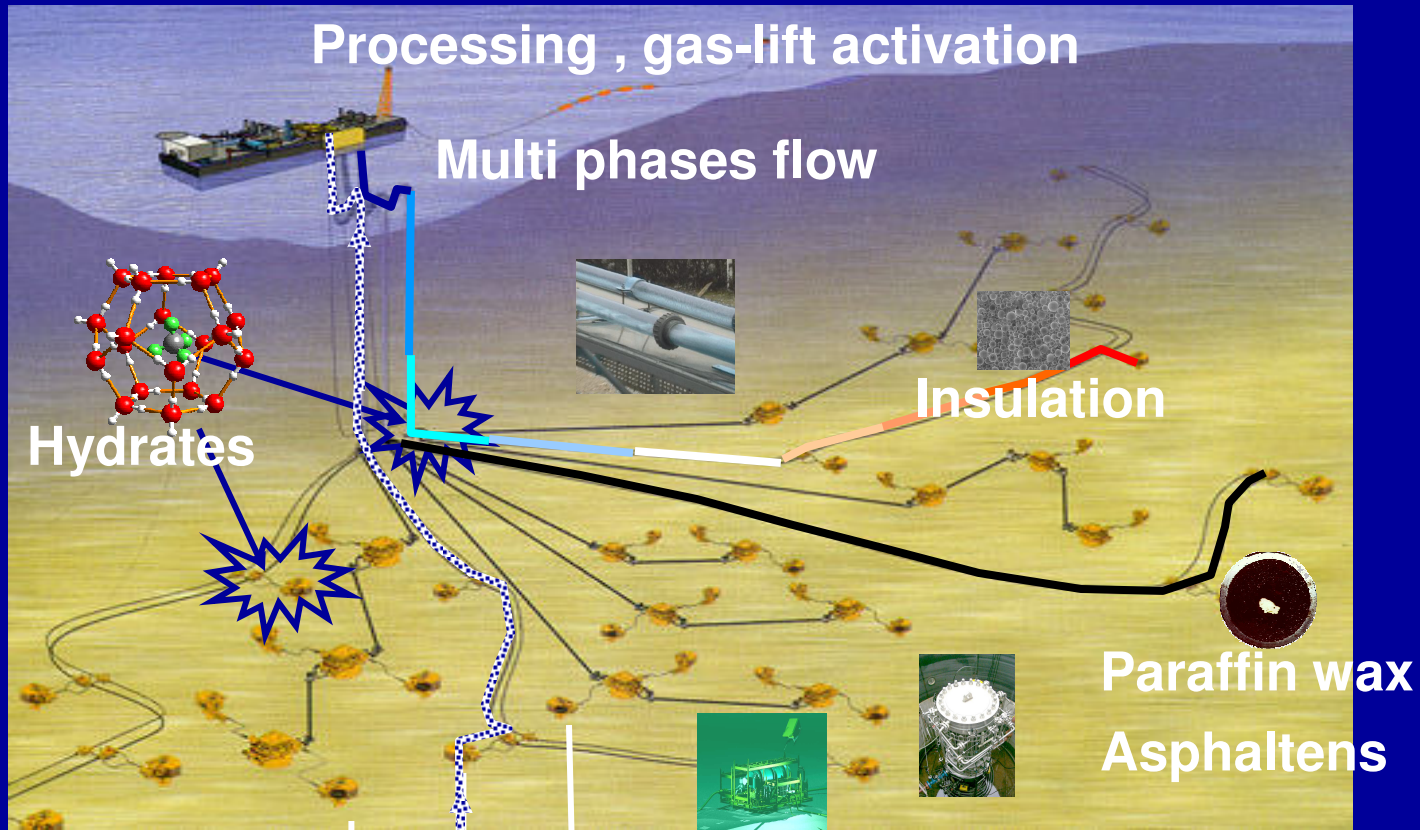 Processing , gas-lift activation
Multi phases flow
Insulation
Hydrates
Paraffin wax
Asphaltens